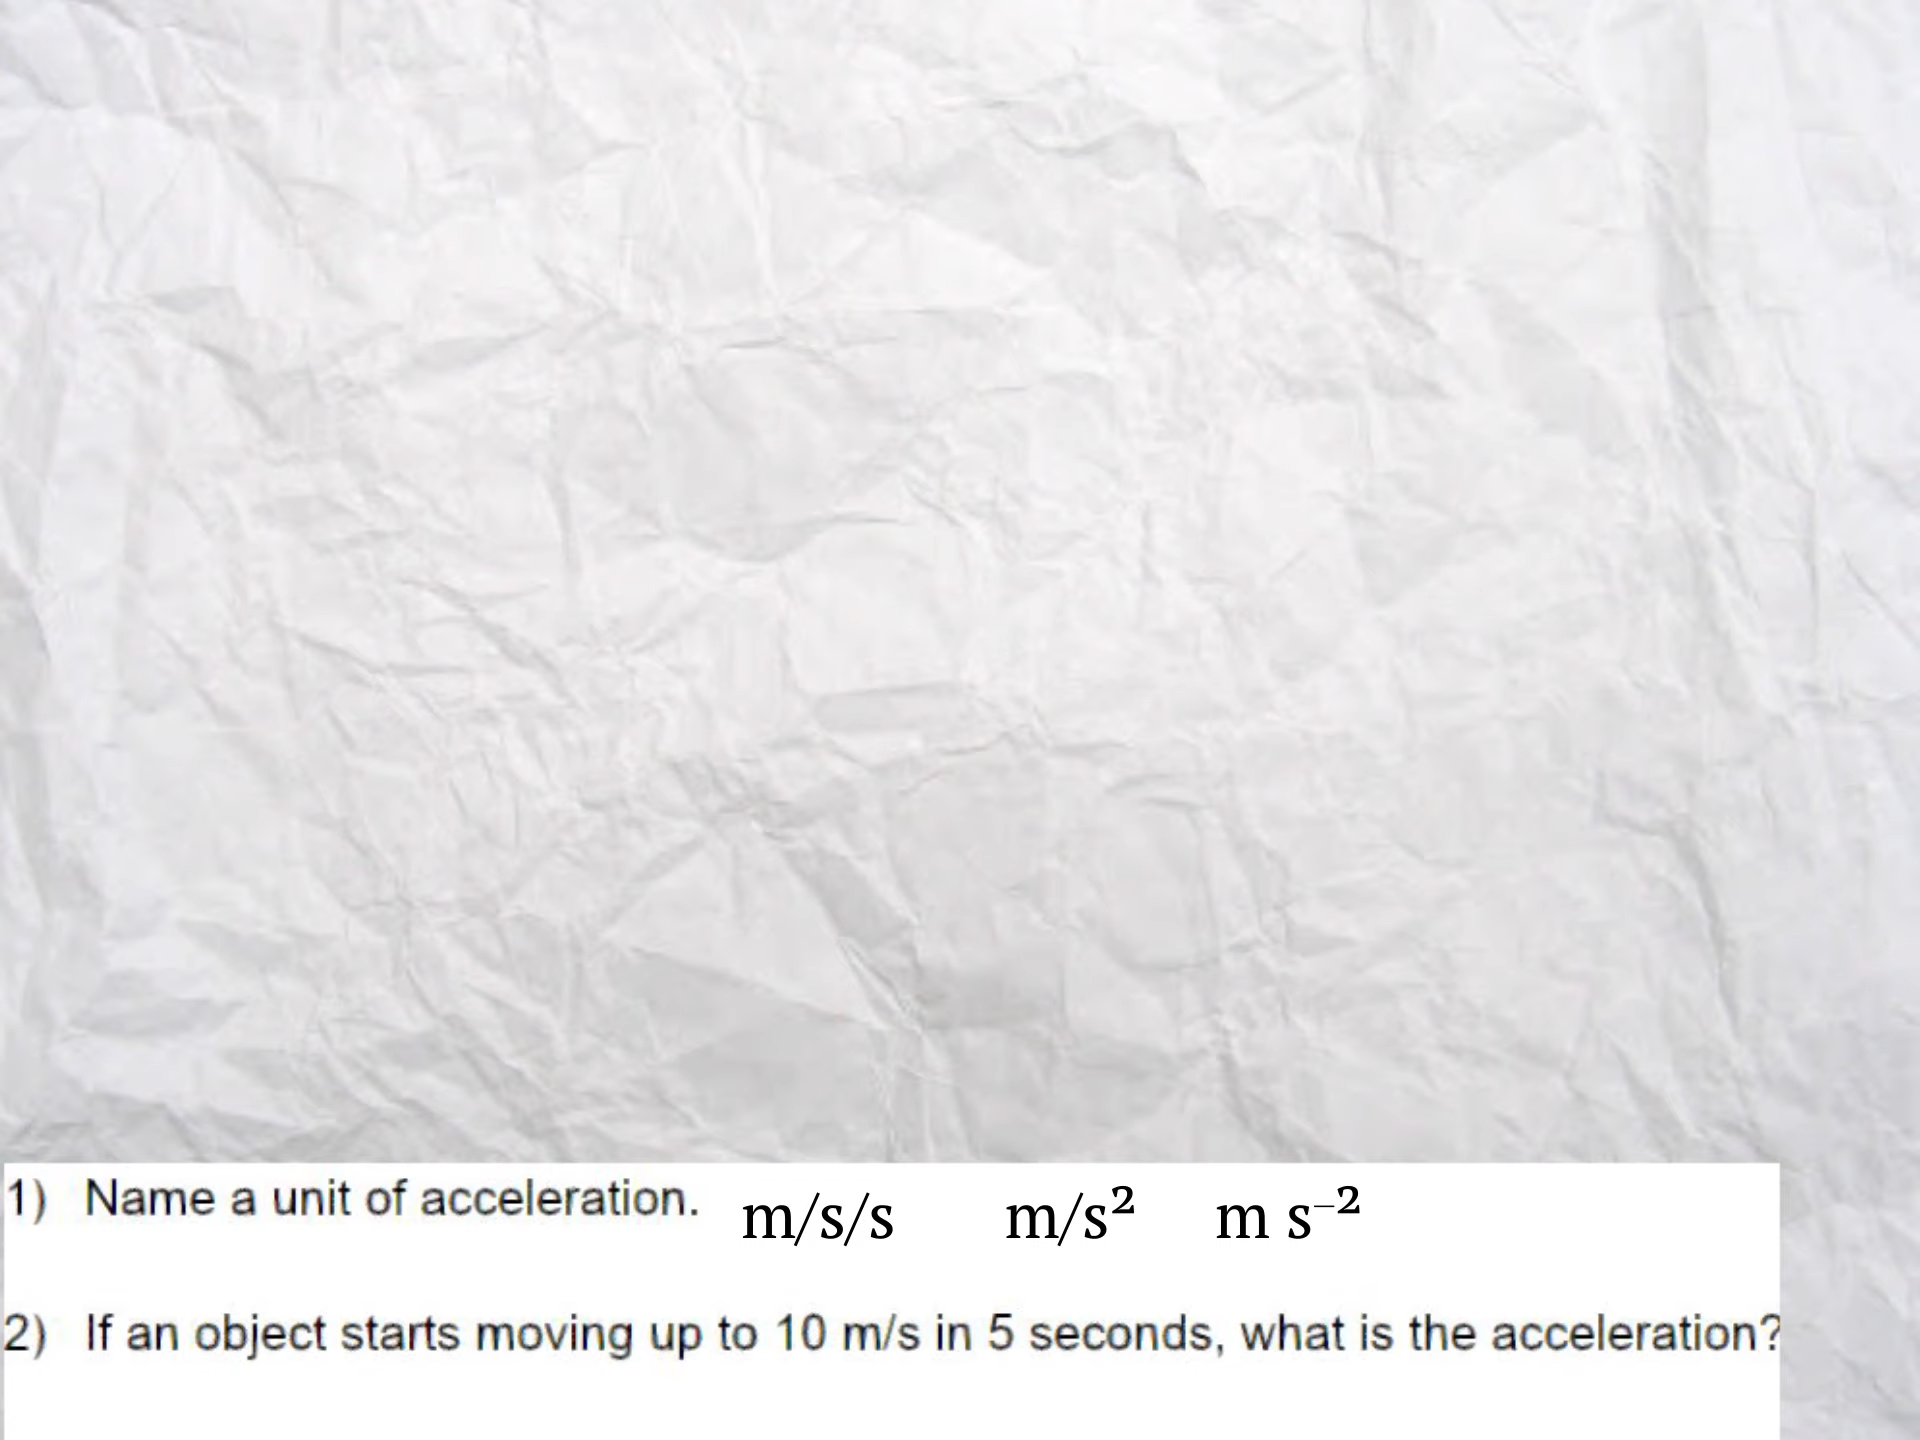 1) Name a unit of acceleration. m/s/s m/s² m s⁻²
2) If an object starts moving up to 10 m/s in 5 seconds, what is the acceleration?